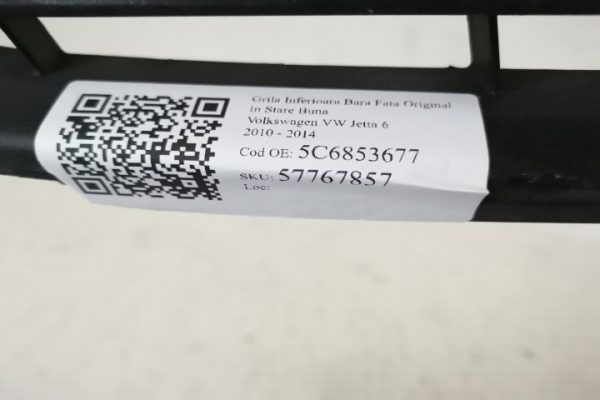 Grila Inferioara Bara Fata Original
in Stare Buna
Volkswagen VW Jetta 6
2010 - 2014
Cod OE: 5C6853677
SKU: 57767857
Loc: